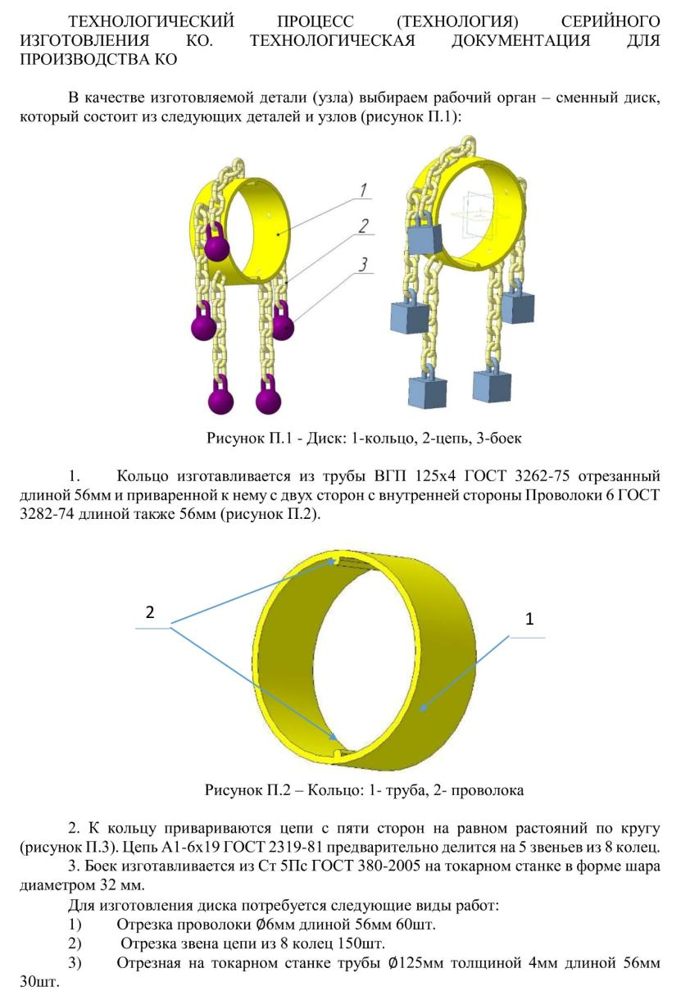 ТЕХНОЛОГИЧЕСКИЙ ПРОЦЕСС (ТЕХНОЛОГИЯ) СЕРИЙНОГО
ИЗГОТОВЛЕНИЯ КО. ТЕХНОЛОГИЧЕСКАЯ ДОКУМЕНТАЦИЯ ДЛЯ
ПРОИЗВОДСТВА КО
В качестве изготовляемой детали (узла) выбираем рабочий орган – сменный диск,
который состоит из следующих деталей и узлов (рисунок П.1):
1
2
3
Рисунок П.1 - Диск: 1-кольцо, 2-цепь, 3-боек
1. Кольцо изготавливается из трубы ВГП 125х4 ГОСТ 3262-75 отрезанный
длиной 56мм и приваренной к нему с двух сторон с внутренней стороны Проволоки 6 ГОСТ
3282-74 длиной также 56мм (рисунок П.2).
2
1
Рисунок П.2 – Кольцо: 1- труба, 2- проволока
2. К кольцу привариваются цепи с пяти сторон на равном растояний по кругу
(рисунок П.3). Цепь А1-6х19 ГОСТ 2319-81 предварительно делится на 5 звеньев из 8 колец.
3. Боек изготавливается из Ст 5Пс ГОСТ 380-2005 на токарном станке в форме шара
диаметром 32 мм.
Для изготовления диска потребуется следующие виды работ:
1) Отрезка проволоки Ø6мм длиной 56мм 60шт.
2) Отрезка звена цепи из 8 колец 150шт.
3) Отрезная на токарном станке трубы Ø125мм толщиной 4мм длиной 56мм
30шт.